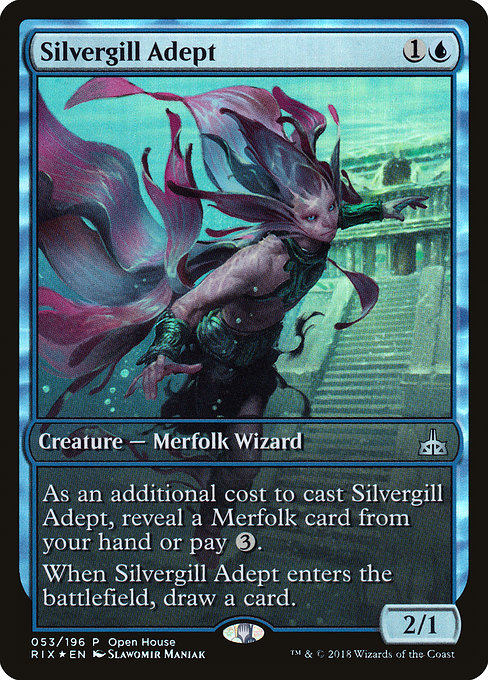 Silvergill Adept 1
Creature — Merfolk Wizard
As an additional cost to cast Silvergill
Adept, reveal a Merfolk card from
your hand or pay 3.
When Silvergill Adept enters the
battlefield, draw a card.
2/1
053/196 P Open House
RIX★EN Slawomir Maniak
™ & © 2018 Wizards of the Coast